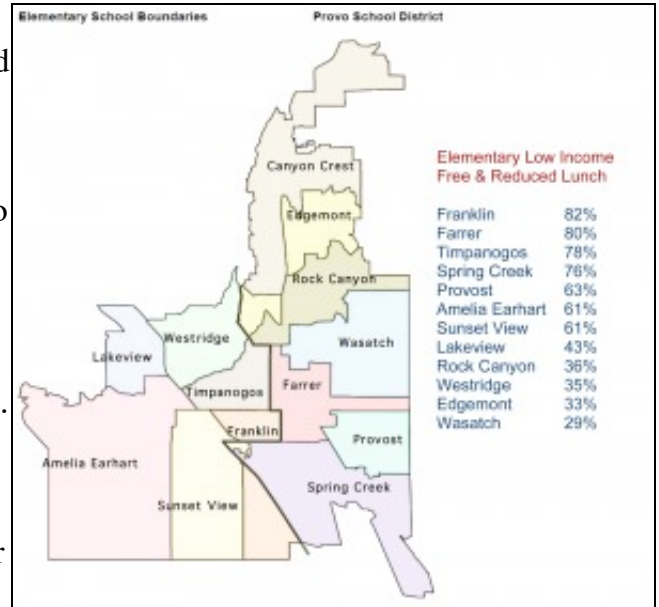 Elementary School Boundaries Provo School District
Canyon Crest
Edgemont
Rock Canyon
Westridge
Wasatch
Lakeview
Timpanogos
Farrer
Franklin
Provost
Amelia Earhart
Spring Creek
Sunset View
Elementary Low Income
Free & Reduced Lunch
Franklin 82%
Farrer 80%
Timpanogos 78%
Spring Creek 76%
Provost 63%
Amelia Earhart 61%
Sunset View 61%
Lakeview 43%
Rock Canyon 36%
Westridge 35%
Edgemont 33%
Wasatch 29%